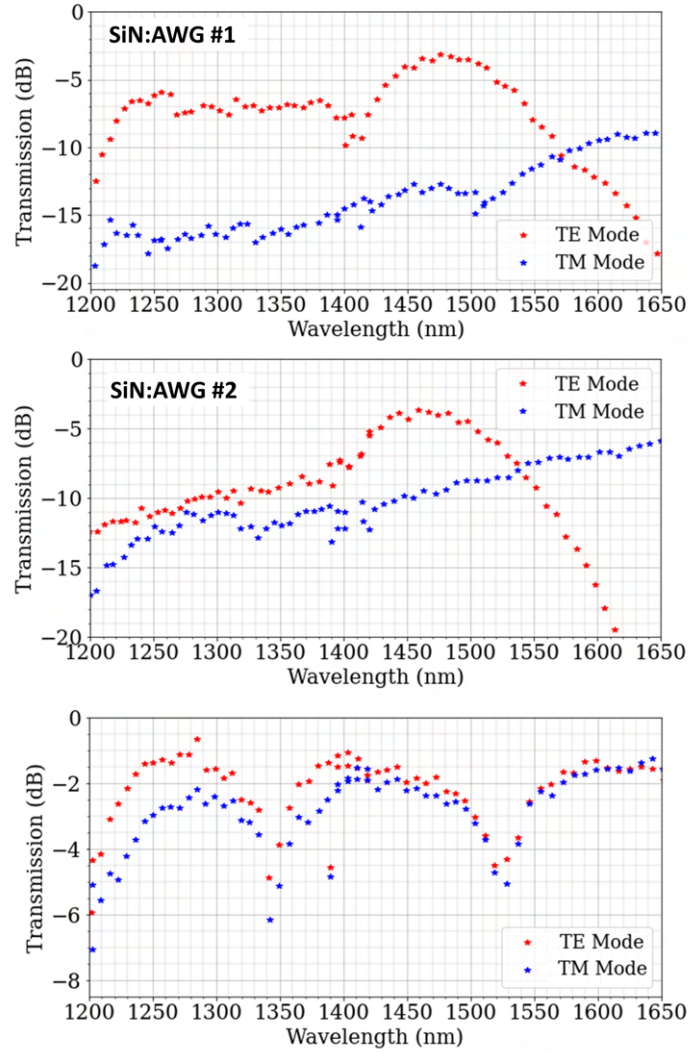 0
SiN:AWG #1
−5
−10
−15
−20
Transmission (dB)
TE Mode
TM Mode
1200 1250 1300 1350 1400 1450 1500 1550 1600 1650
Wavelength (nm)
0
SiN:AWG #2
TE Mode
TM Mode
−5
−10
−15
−20
Transmission (dB)
1200 1250 1300 1350 1400 1450 1500 1550 1600 1650
Wavelength (nm)
0
−2
−4
−6
−8
Transmission (dB)
TE Mode
TM Mode
1200 1250 1300 1350 1400 1450 1500 1550 1600 1650
Wavelength (nm)